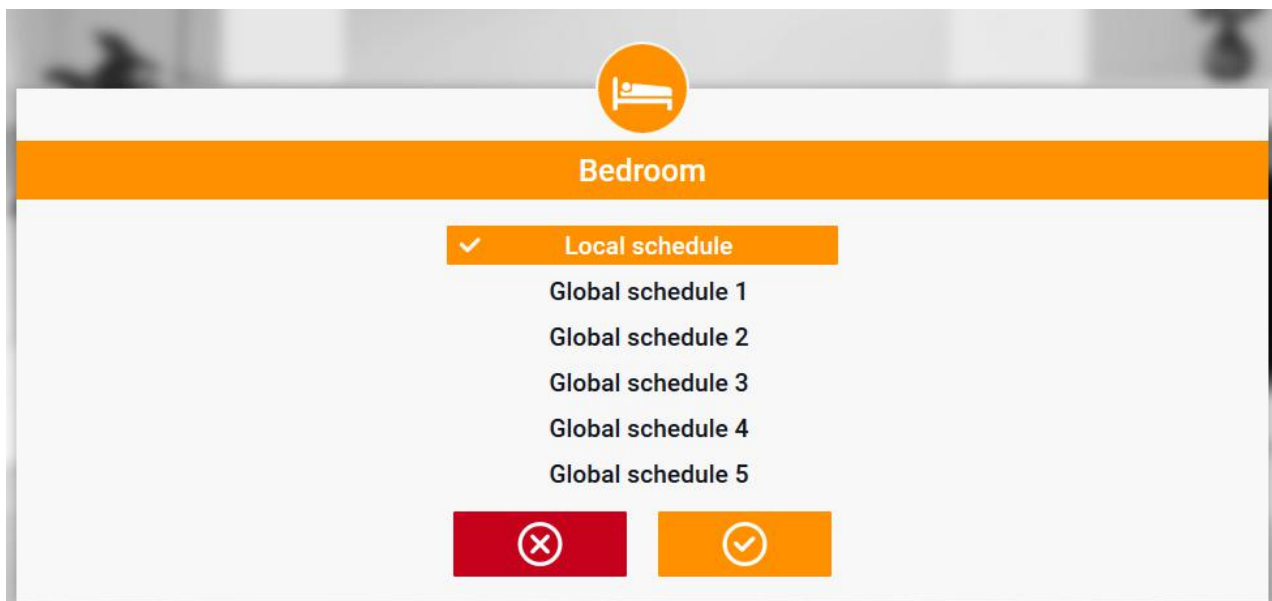 Bedroom
Local schedule
Global schedule 1
Global schedule 2
Global schedule 3
Global schedule 4
Global schedule 5